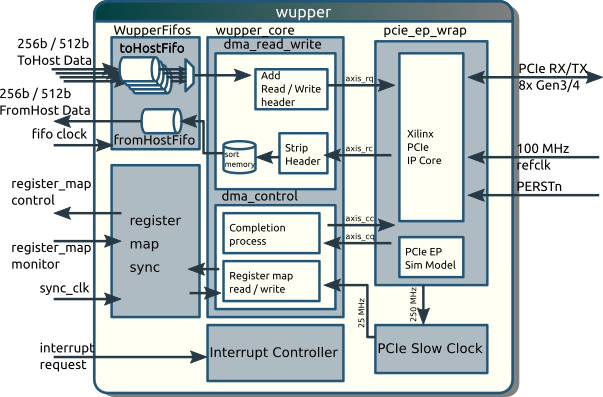 wupper
WupperFifos
wupper_core
pcie_ep_wrap
256b / 512b
ToHost Data
toHostFifo
dma_read_write
Add
Read / Write
header
axis_rq
Xilinx
PCIe
IP Core
PCIe RX/TX
8x Gen3/4
256b / 512b
FromHost Data
fifo clock
fromHostFifo
sort
memory
Strip
Header
axis_rc
100 MHz
refclk
PERSTn
register_map
control
register_map
monitor
sync_clk
register
map
sync
dma_control
Completion
process
axis_cc
axis_cq
Register map
read / write
PCIe EP
Sim Model
25 MHz
250 MHz
interrupt
request
Interrupt Controller
PCIe Slow Clock